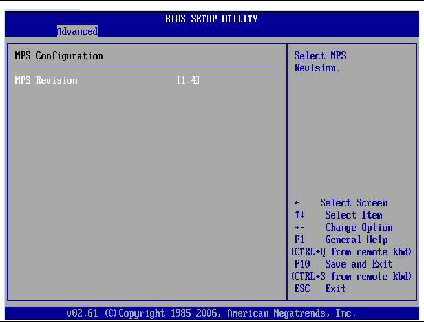 BIOS SETUP UTILITY
Advanced
MPS Configuration
MPS Revision [1.4]
Select MPS
Revision.
← Select Screen
↑↓ Select Item
+- Change Option
F1 General Help
(CTRL+Q from remote kbd)
F10 Save and Exit
(CTRL+S from remote kbd)
ESC Exit
v02.61 (C)Copyright 1985-2006, American Megatrends, Inc.